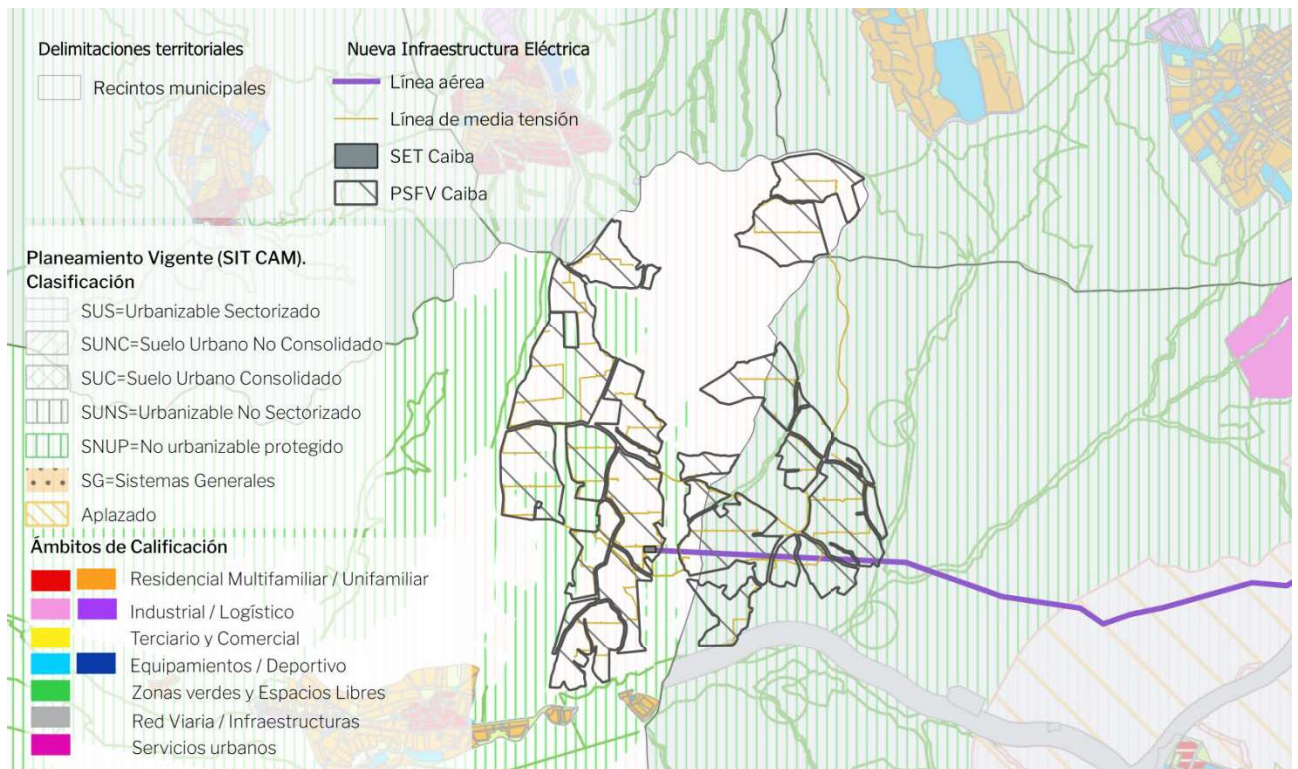 Delimitaciones territoriales
Recintos municipales
Nueva Infraestructura Eléctrica
Línea aérea
Línea de media tensión
SET Caiba
PSFV Caiba
Planeamiento Vigente (SIT CAM).
Clasificación
SUS=Urbanizable Sectorizado
SUNC=Suelo Urbano No Consolidado
SUC=Suelo Urbano Consolidado
SUNS=Urbanizable No Sectorizado
SNUP=No urbanizable protegido
SG=Sistemas Generales
Aplazado
Ámbitos de Calificación
Residencial Multifamiliar / Unifamiliar
Industrial / Logístico
Terciario y Comercial
Equipamientos / Deportivo
Zonas verdes y Espacios Libres
Red Viaria / Infraestructuras
Servicios urbanos